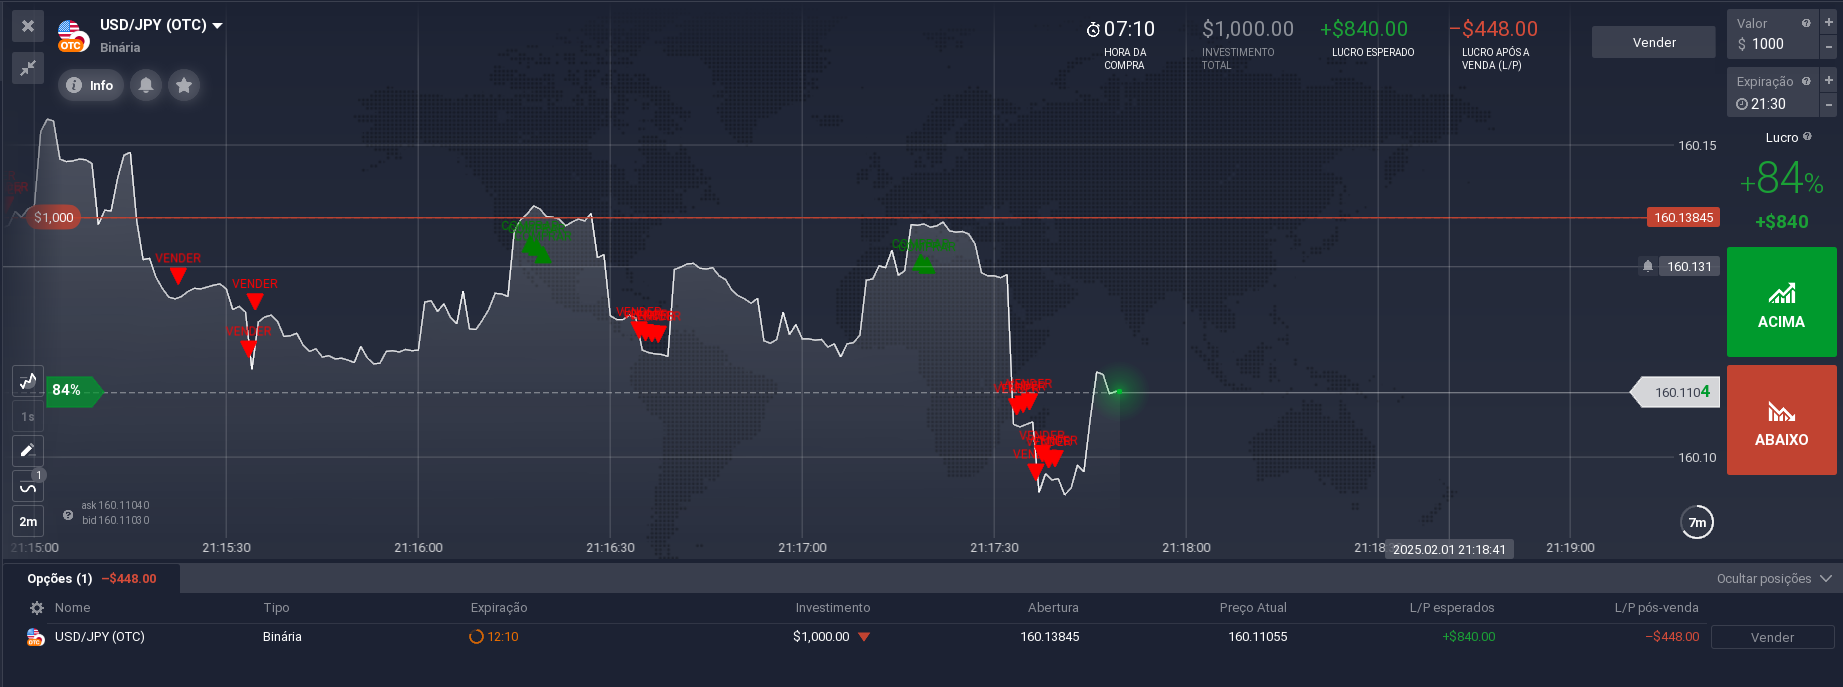 USD/JPY (OTC)
OTC
Binária
Info
07:10
HORA DA
COMPRA
$1,000.00
INVESTIMENTO
TOTAL
+$840.00
LUCRO ESPERADO
−$448.00
LUCRO APÓS A
VENDA (L/P)
Vender
Valor
$ 1000
+
-
Expiração
21:30
+
-
Lucro
+84%
+$840
ACIMA
ABAIXO
160.15
$1,000
160.13845
160.131
VENDER
VENDER
VENDER
VENDER
VENDER
VENDER
84%
160.1104
160.10
1s
1
2m
ask 160.11040
bid 160.11030
7m
21:15:00
21:15:30
21:16:00
21:16:30
21:17:00
21:17:30
21:18:00
2025.02.01 21:18:41
21:19:00
Opções (1) −$448.00
Ocultar posições
Nome Tipo Expiração Investimento Abertura Preço Atual L/P esperados L/P pós-venda
USD/JPY (OTC) Binária 12:10 $1,000.00 160.13845 160.11055 +$840.00 −$448.00 Vender